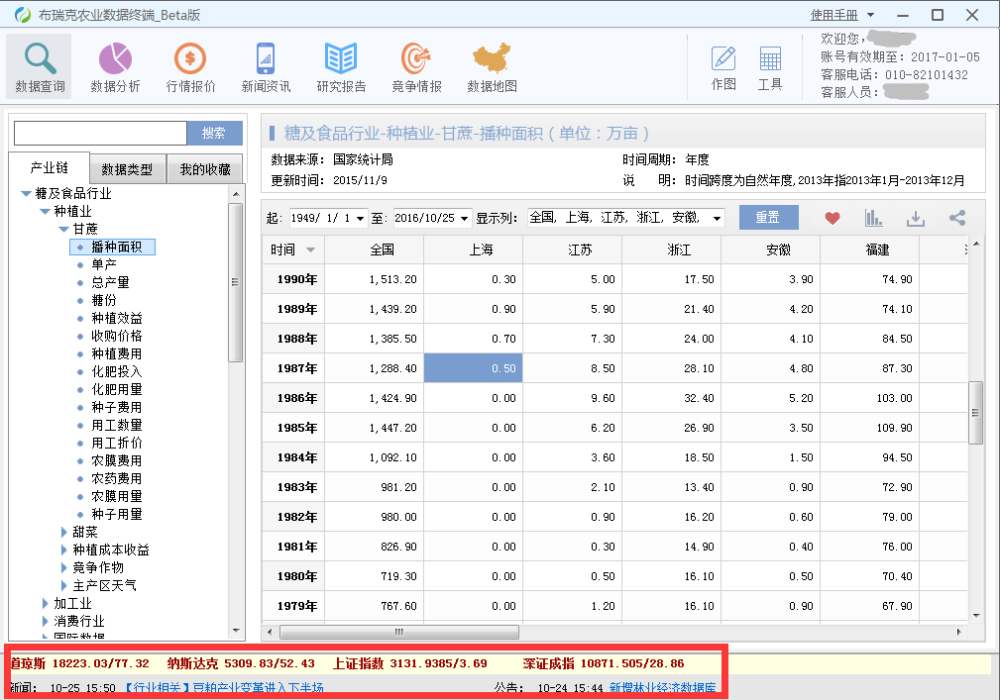 布瑞克农业数据终端_Beta版 使用手册
数据查询 数据分析 行情报价 新闻资讯 研究报告 竞争情报 数据地图 作图 工具
欢迎您,
账号有效期至: 2017-01-05
客服电话: 010-82101432
客服人员:
搜索
产业链 数据类型 我的收藏
糖及食品行业
种植业
甘蔗
播种面积
单产
总产量
糖份
种植效益
收购价格
种植费用
化肥投入
化肥用量
种子费用
用工数量
用工折价
农膜费用
农药费用
农膜用量
种子用量
甜菜
种植成本收益
竞争作物
主产区天气
加工业
消费行业
国际数据
糖及食品行业-种植业-甘蔗-播种面积(单位:万亩)
数据来源: 国家统计局 时间周期: 年度
更新时间: 2015/11/9 说 明: 时间跨度为自然年度,2013年指2013年1月-2013年12月
起: 1949/ 1/ 1 至: 2016/10/25 显示列: 全国, 上海, 江苏, 浙江, 安徽, 重置
时间 全国 上海 江苏 浙江 安徽 福建
1990年 1,513.20 0.30 5.00 17.50 3.90 74.90
1989年 1,439.20 0.90 5.90 21.40 4.20 74.10
1988年 1,385.50 0.70 7.30 24.00 4.10 84.50
1987年 1,288.40 0.50 8.50 28.10 4.80 87.30
1986年 1,424.90 0.00 9.60 32.40 5.20 103.00
1985年 1,447.20 0.00 6.20 26.90 3.50 109.90
1984年 1,092.10 0.00 3.60 18.50 1.50 94.50
1983年 981.20 0.00 2.10 13.40 0.90 72.90
1982年 980.00 0.00 0.90 16.20 0.60 79.00
1981年 826.90 0.00 0.30 14.90 0.40 76.00
1980年 719.30 0.00 0.50 16.10 0.50 70.40
1979年 767.60 0.00 1.20 16.10 0.90 67.90
道琼斯 18223.03/77.32 纳斯达克 5309.83/52.43 上证指数 3131.9385/3.69 深证成指 10871.505/28.86
新闻: 10-25 15:50 【行业相关】豆粕产业变革进入下半场 公告: 10-24 15:44 新增林业经济数据库